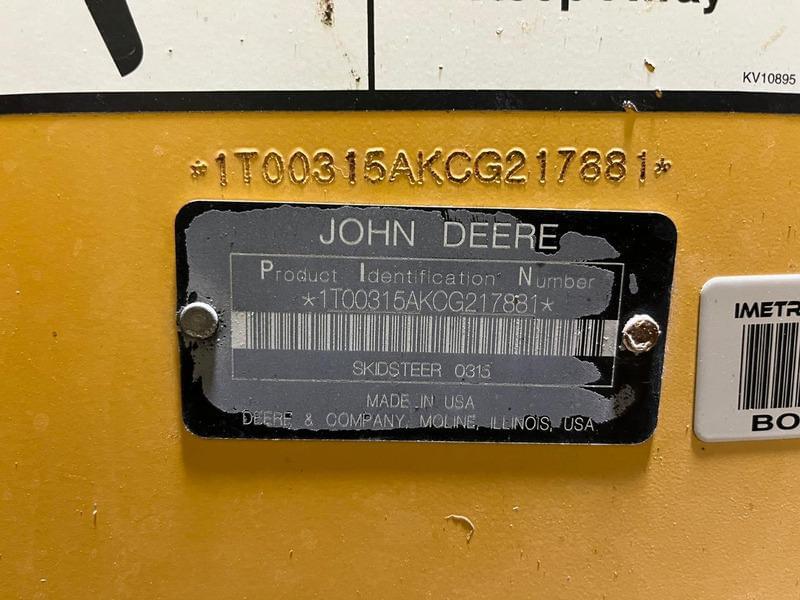 KV10895
*1T00315AKCG217881*
JOHN DEERE
Product Identification Number
*1T00315AKCG217881*
SKIDSTEER 0315
MADE IN USA
DEERE & COMPANY, MOLINE, ILLINOIS, USA
IMETR
BO